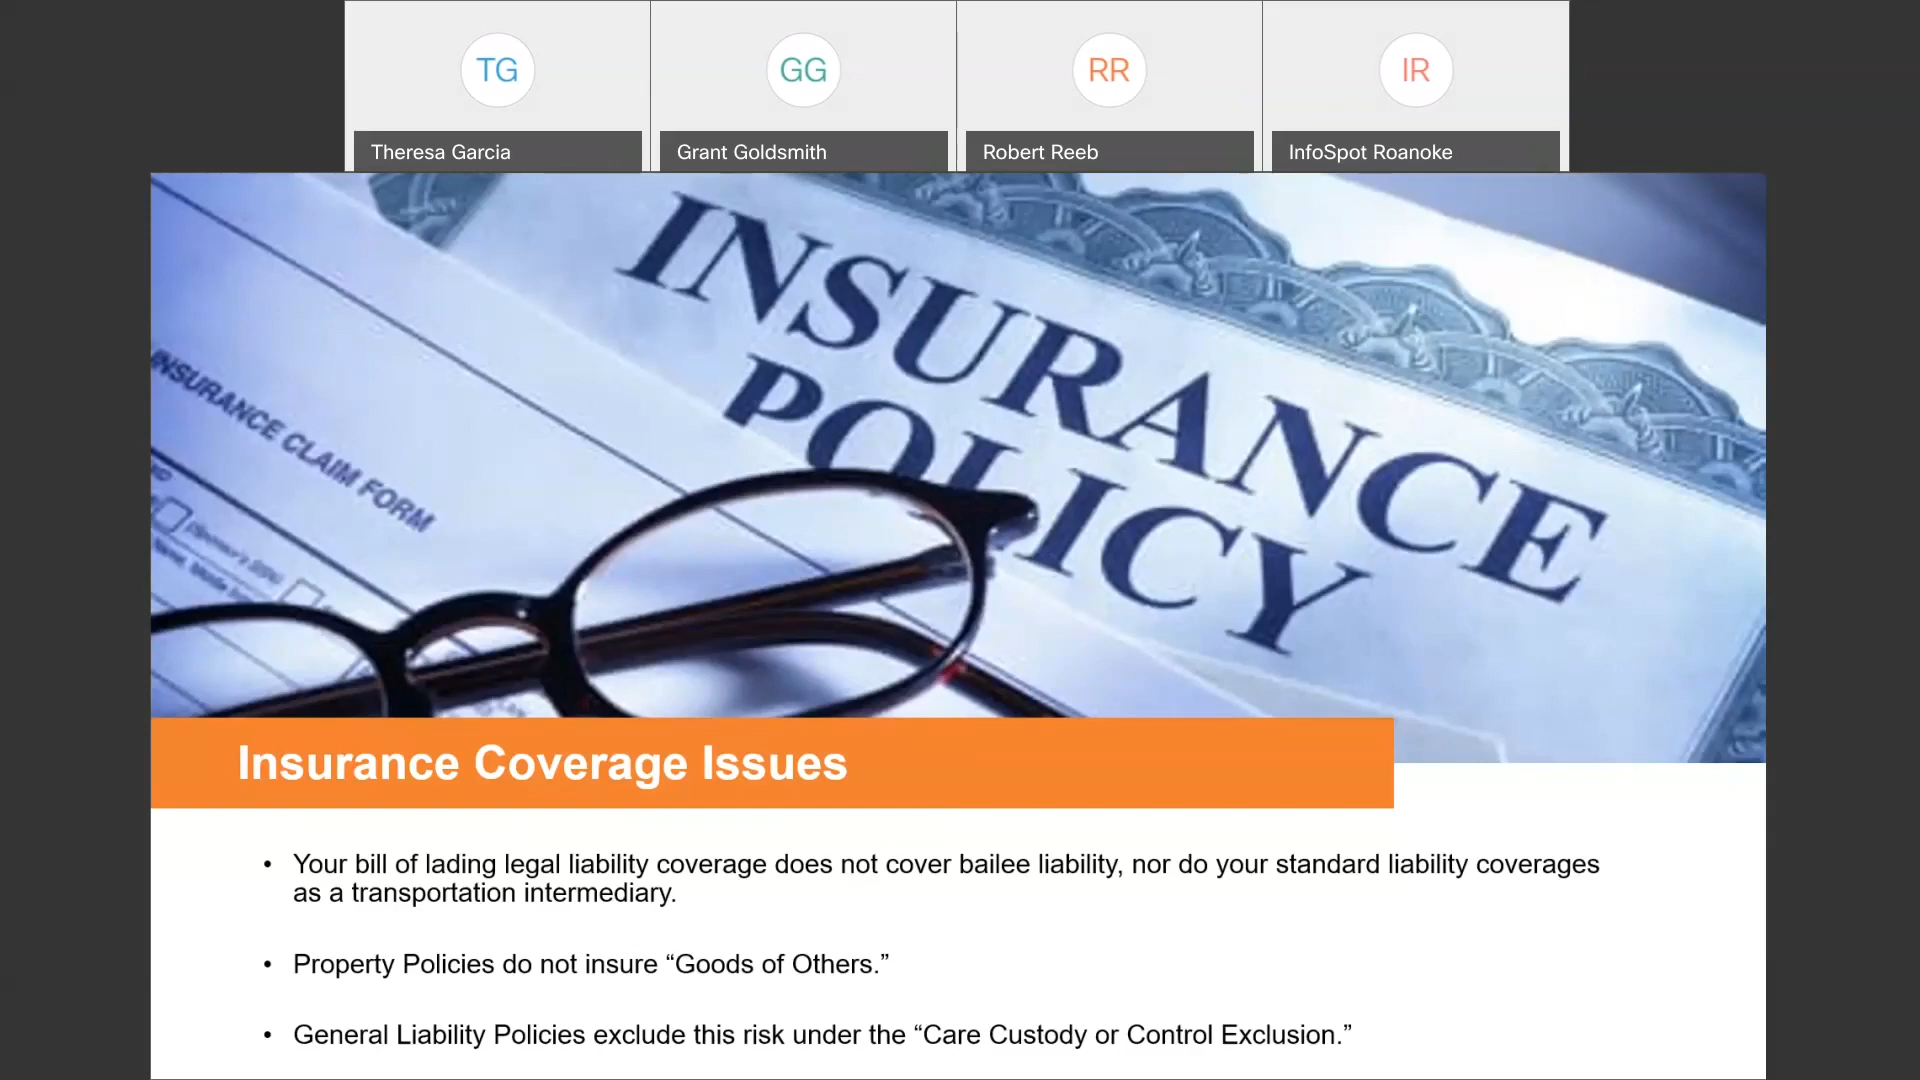 TG
GG
RR
IR
Theresa Garcia
Grant Goldsmith
Robert Reeb
InfoSpot Roanoke
INSURANCE
POLICY
INSURANCE CLAIM FORM
Insurance Coverage Issues
• Your bill of lading legal liability coverage does not cover bailee liability, nor do your standard liability coverages
as a transportation intermediary.
• Property Policies do not insure “Goods of Others.”
• General Liability Policies exclude this risk under the “Care Custody or Control Exclusion.”